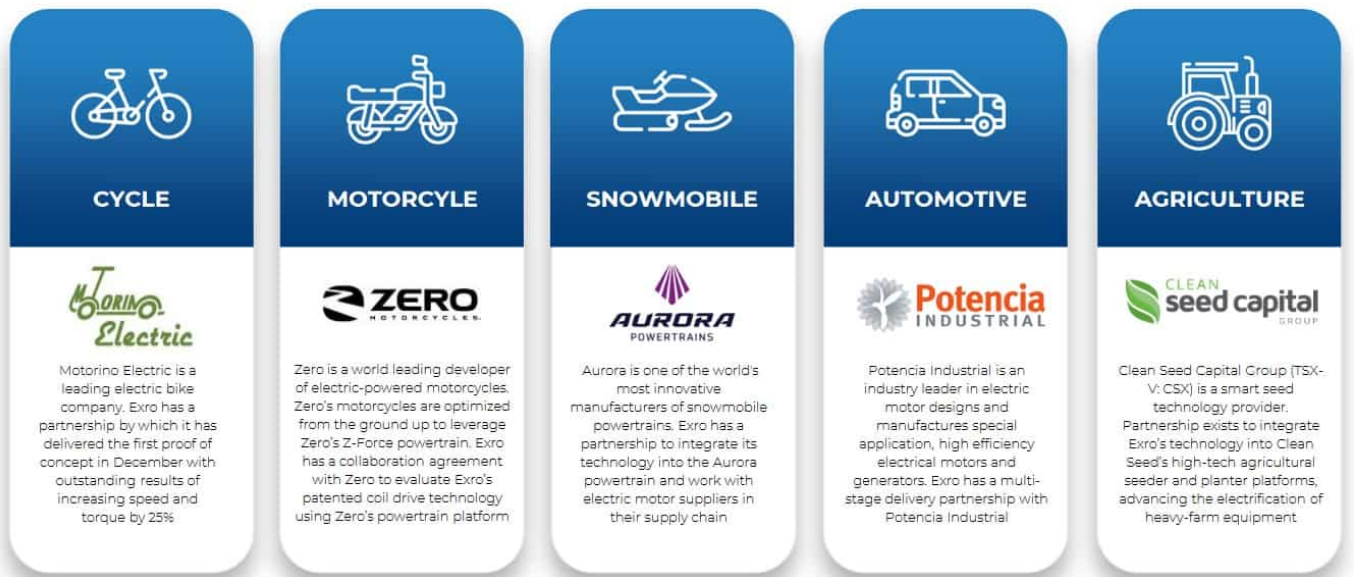 CYCLE
MOTORCYLE
SNOWMOBILE
AUTOMOTIVE
AGRICULTURE
MOTORINO
Electric
Motorino Electric is a
leading electric bike
company. Exro has a
partnership by which it has
delivered the first proof of
concept in December with
outstanding results of
increasing speed and
torque by 25%
ZERO
MOTORCYCLES.
Zero is a world leading developer
of electric-powered motorcycles.
Zero's motorcycles are optimized
from the ground up to leverage
Zero's Z-Force powertrain. Exro
has a collaboration agreement
with Zero to evaluate Exro's
patented coil drive technology
using Zero's powertrain platform
AURORA
POWERTRAINS
Aurora is one of the world's
most innovative
manufacturers of snowmobile
powertrains. Exro has a
partnership to integrate its
technology into the Aurora
powertrain and work with
electric motor suppliers in
their supply chain
Potencia
INDUSTRIAL
Potencia Industrial is an
industry leader in electric
motor designs and
manufactures special
application, high efficiency
electrical motors and
generators. Exro has a multi-
stage delivery partnership with
Potencia Industrial
CLEAN
seed capital
GROUP
Clean Seed Capital Group (TSX-
V: CSX) is a smart seed
technology provider.
Partnership exists to integrate
Exro's technology into Clean
Seed's high-tech agricultural
seeder and planter platforms,
advancing the electrification of
heavy-farm equipment